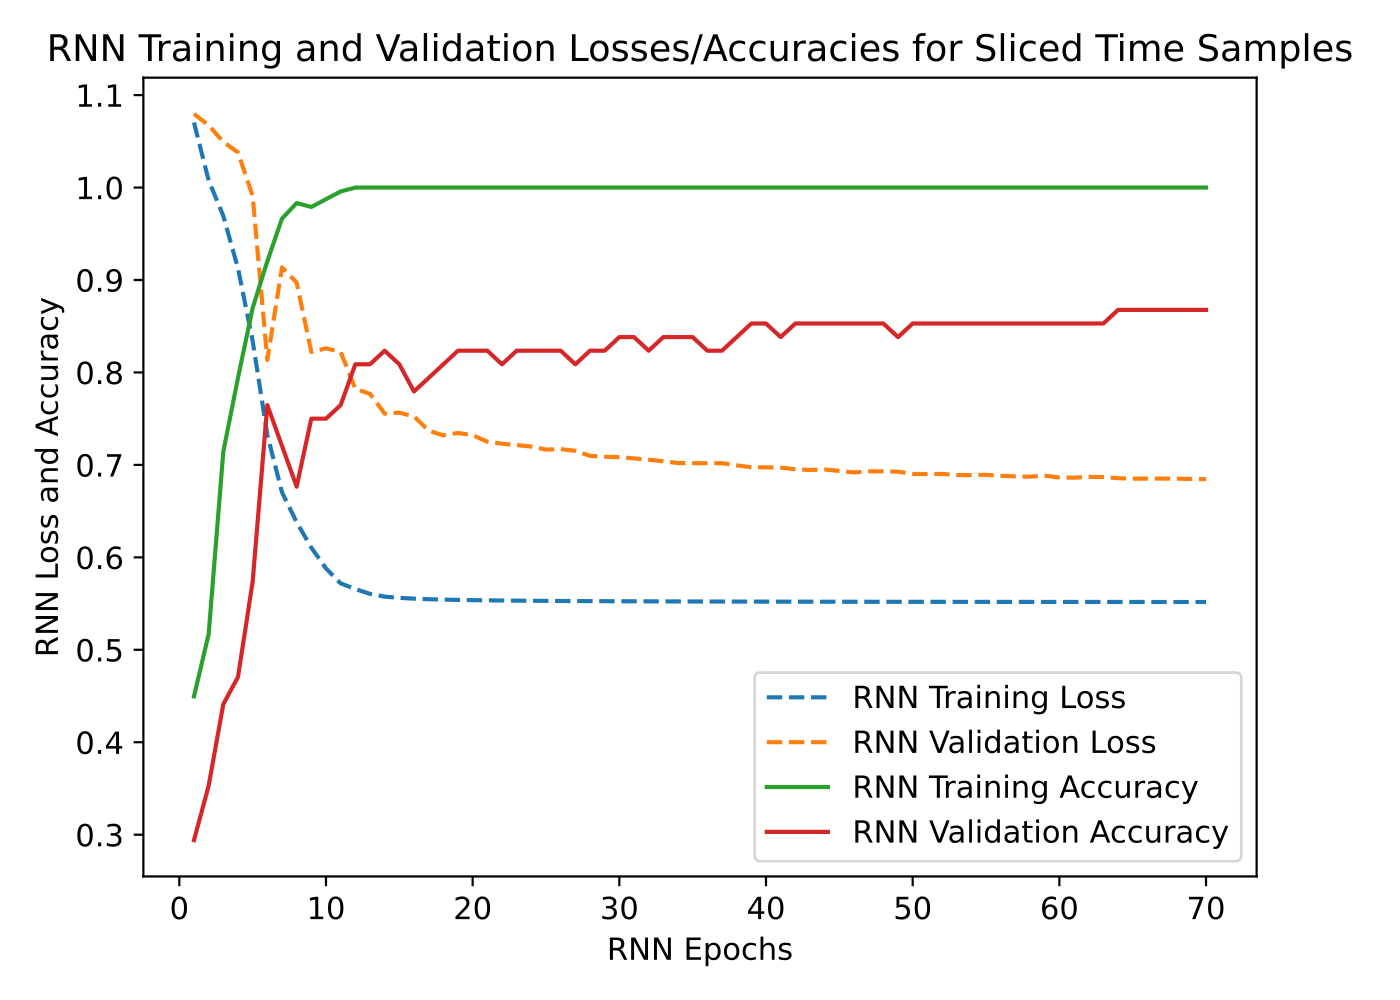 RNN Training and Validation Losses/Accuracies for Sliced Time Samples
1.1
1.0
0.9
0.8
0.7
0.6
0.5
0.4
0.3
RNN Loss and Accuracy
RNN Training Loss
RNN Validation Loss
RNN Training Accuracy
RNN Validation Accuracy
0 10 20 30 40 50 60 70
RNN Epochs